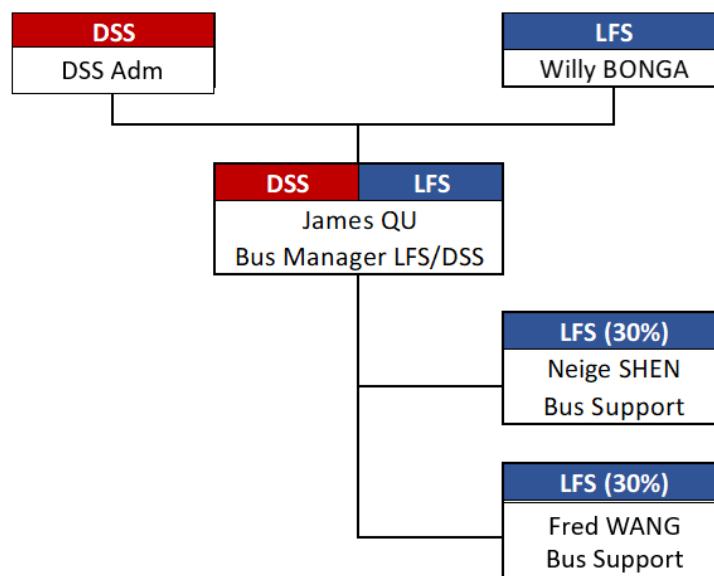 DSS
DSS Adm
LFS
Willy BONGA
DSS LFS
James QU
Bus Manager LFS/DSS
LFS (30%)
Neige SHEN
Bus Support
LFS (30%)
Fred WANG
Bus Support